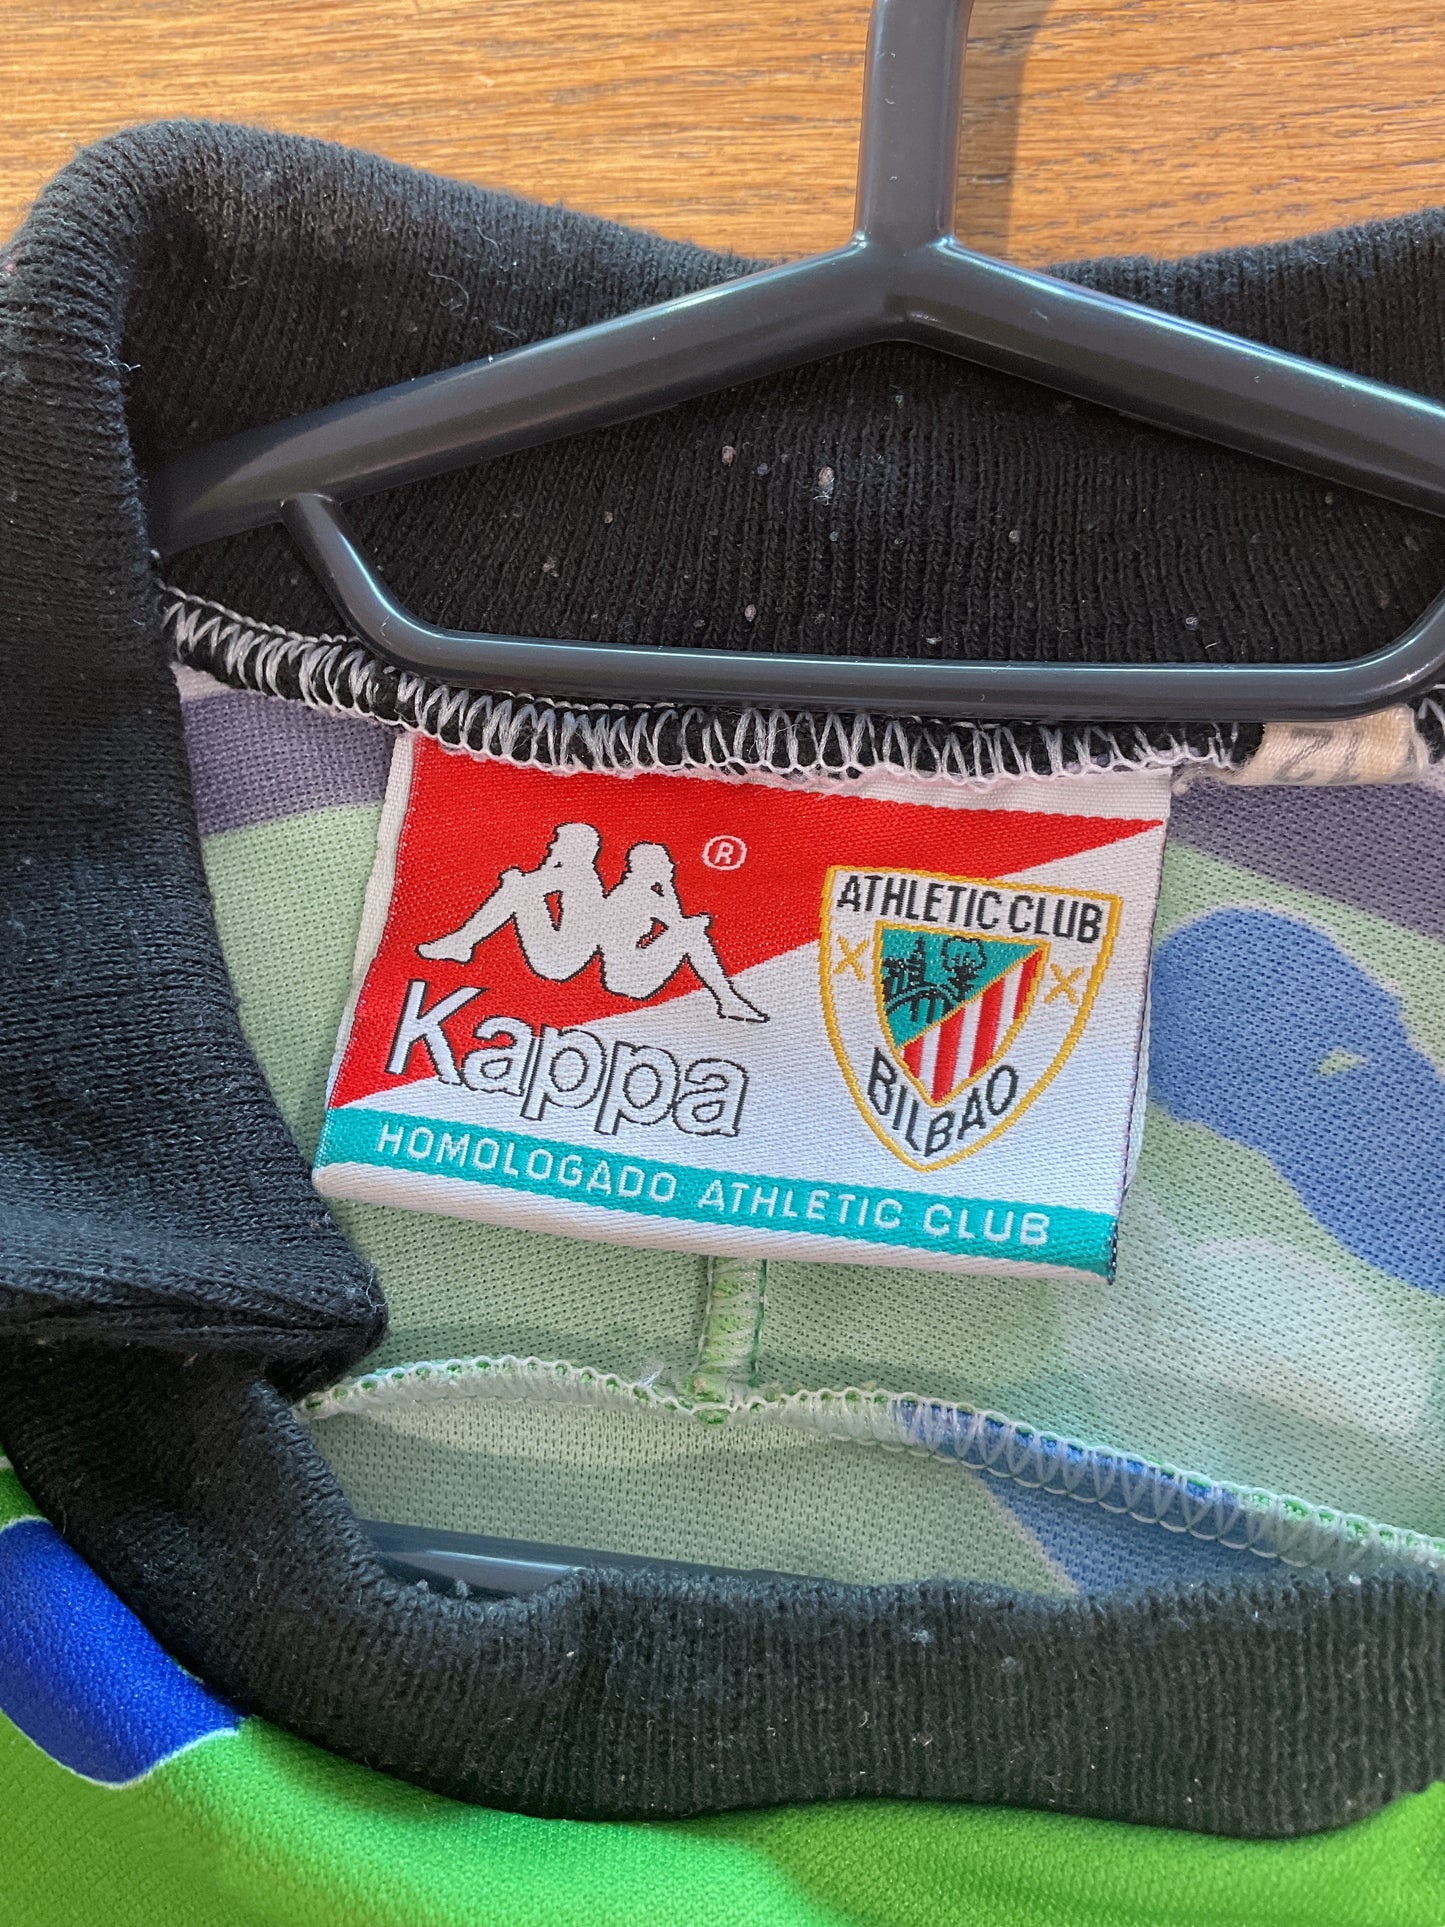 ®
Kappa
ATHLETIC CLUB
BILBAO
HOMOLOGADO ATHLETIC CLUB